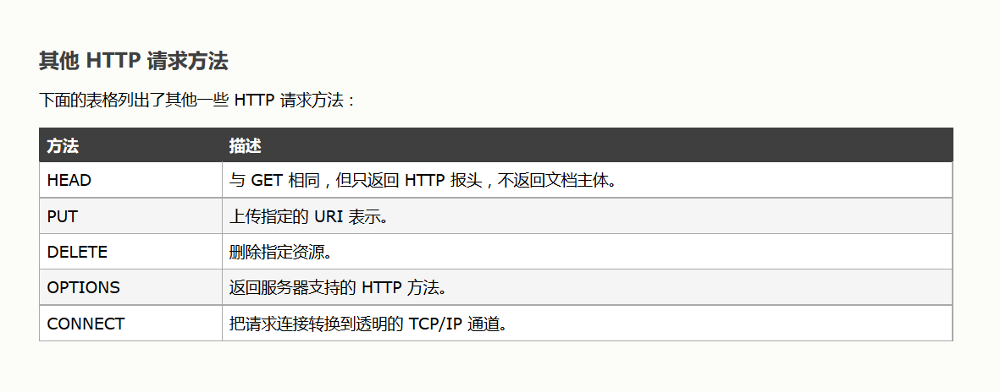 其他 HTTP 请求方法
下面的表格列出了其他一些 HTTP 请求方法：
方法 描述
HEAD 与 GET 相同，但只返回 HTTP 报头，不返回文档主体。
PUT 上传指定的 URI 表示。
DELETE 删除指定资源。
OPTIONS 返回服务器支持的 HTTP 方法。
CONNECT 把请求连接转换到透明的 TCP/IP 通道。